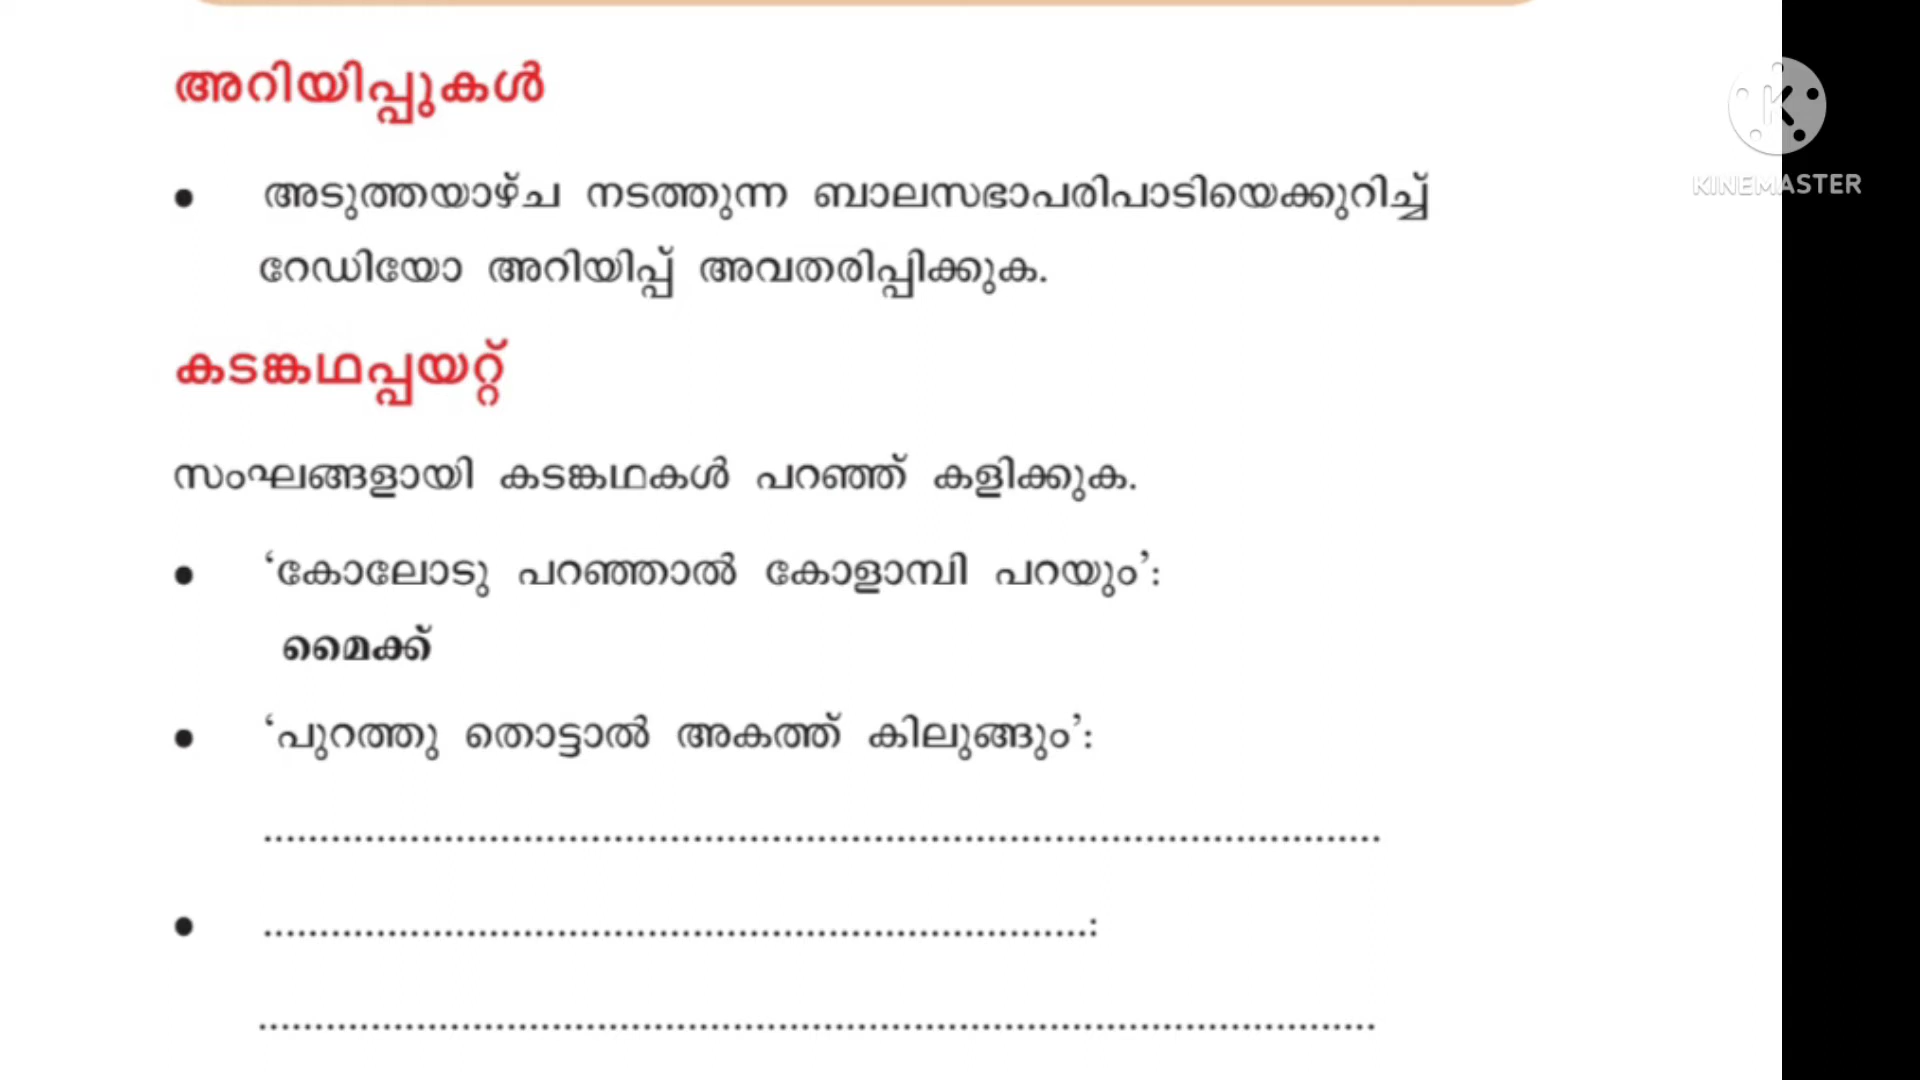 അറിയിപ്പുകൾ
• അടുത്തയാഴ്ച നടത്തുന്ന ബാലസഭാപരിപാടിയെക്കുറിച്ച്
റേഡിയോ അറിയിപ്പ് അവതരിപ്പിക്കുക.
കടങ്കഥപ്പയറ്റ്
സംഘങ്ങളായി കടങ്കഥകൾ പറഞ്ഞ് കളിക്കുക.
• ‘കോലോടു പറഞ്ഞാൽ കോളാമ്പി പറയും’:
മൈക്ക്
• ‘പുറത്തു തൊട്ടാൽ അകത്ത് കിലുങ്ങും’:
....................................................................................................
• ..........................................................................:
....................................................................................................
K
KINEMASTER